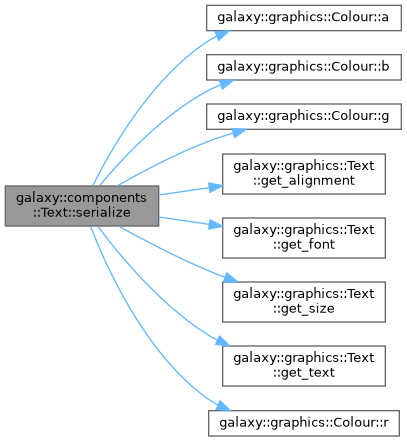 galaxy::graphics::Colour::a
galaxy::graphics::Colour::b
galaxy::graphics::Colour::g
galaxy::graphics::Text
::get_alignment
galaxy::components
::Text::serialize
galaxy::graphics::Text
::get_font
galaxy::graphics::Text
::get_size
galaxy::graphics::Text
::get_text
galaxy::graphics::Colour::r